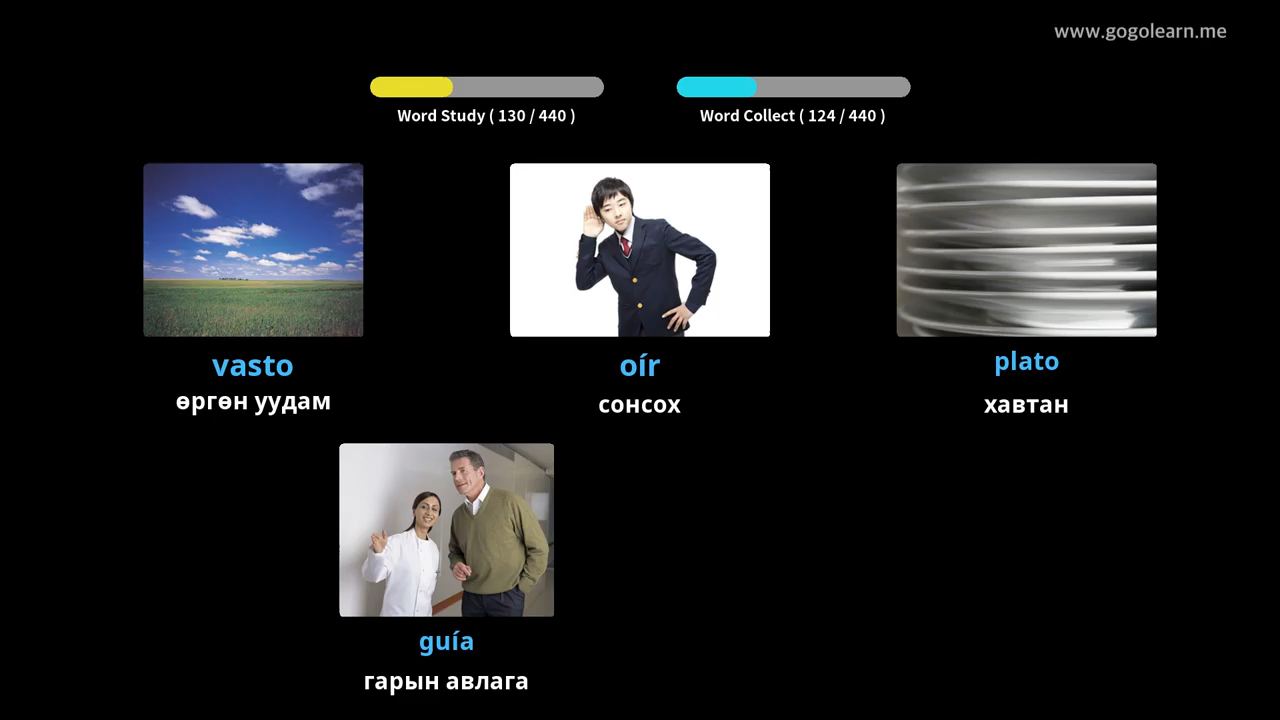 www.gogolearn.me
Word Study ( 130 / 440 )
Word Collect ( 124 / 440 )
vasto
өргөн уудам
oír
сонсох
plato
хавтан
guía
гарын авлага